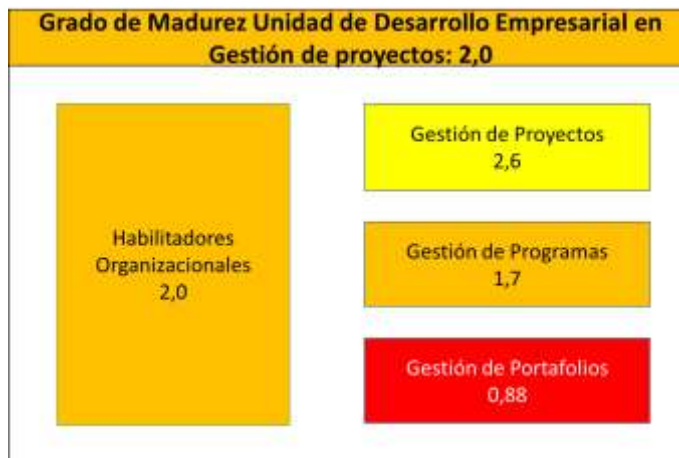 Grado de Madurez Unidad de Desarrollo Empresarial en
Gestión de proyectos: 2,0
Habilitadores
Organizacionales
2,0
Gestión de Proyectos
2,6
Gestión de Programas
1,7
Gestión de Portafolios
0,88